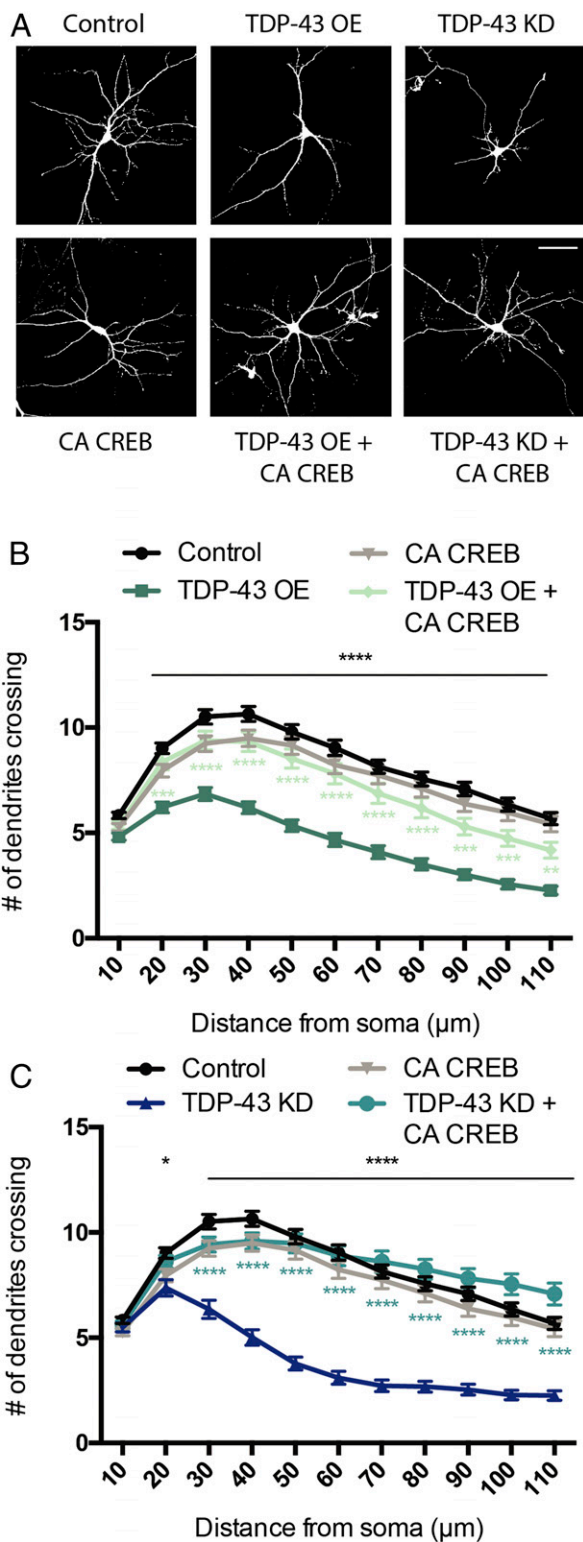 A
Control TDP-43 OE TDP-43 KD
CA CREB TDP-43 OE + TDP-43 KD +
CA CREB CA CREB
B
Control CA CREB
TDP-43 OE TDP-43 OE +
CA CREB
15
****
10
5
0
# of dendrites crossing
*** **** **** **** **** **** **** *** *** **
10 20 30 40 50 60 70 80 90 100 110
Distance from soma (µm)
C
Control CA CREB
TDP-43 KD TDP-43 KD +
CA CREB
15
* ****
10
5
0
# of dendrites crossing
**** **** **** **** **** **** **** **** ****
10 20 30 40 50 60 70 80 90 100 110
Distance from soma (µm)